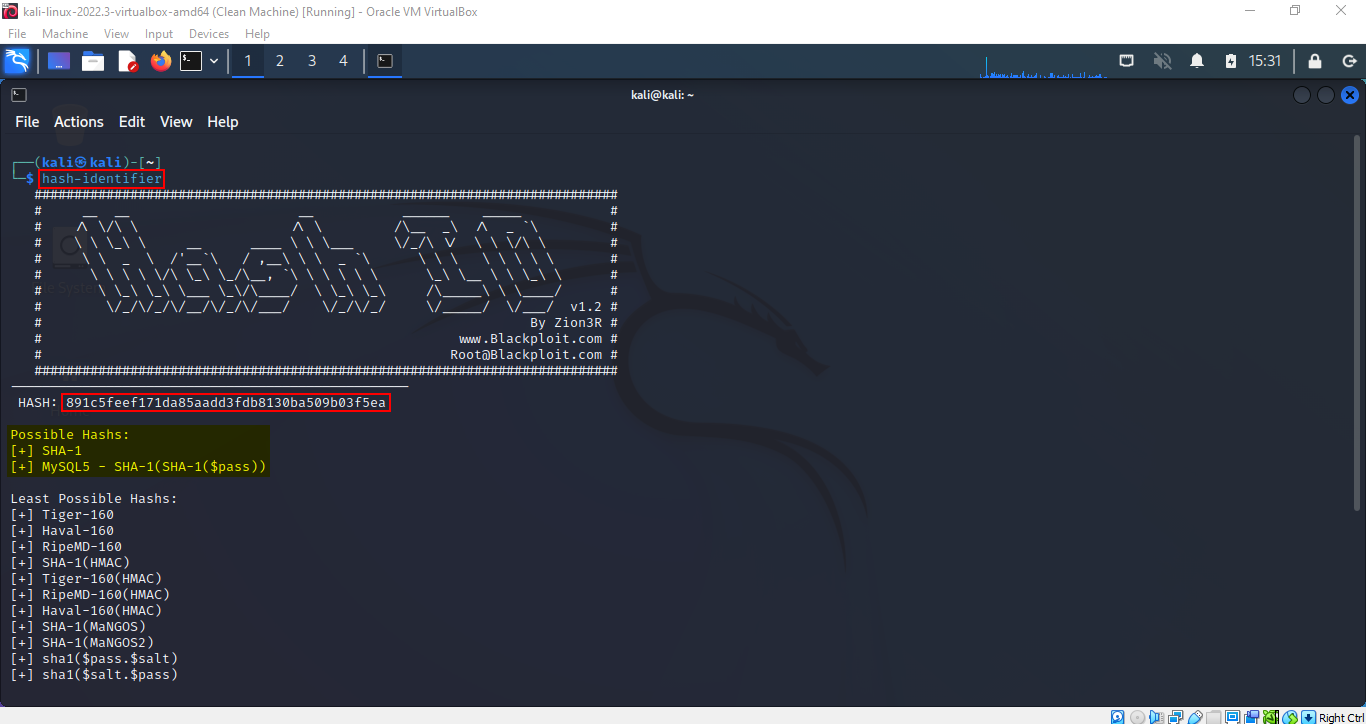 kali-linux-2022.3-virtualbox-amd64 (Clean Machine) [Running] - Oracle VM VirtualBox
File Machine View Input Devices Help
1 2 3 4 15:31
kali@kali: ~
File Actions Edit View Help
┌──(kali㉿kali)-[~]
└─$ hash-identifier
#########################################################################
# Hash ID #
# v1.2 #
# By Zion3R #
# www.Blackploit.com #
# Root@Blackploit.com #
#########################################################################
--------------------------------------------------
HASH: 891c5feef171da85aadd3fdb8130ba509b03f5ea
Possible Hashs:
[+] SHA-1
[+] MySQL5 - SHA-1(SHA-1($pass))
Least Possible Hashs:
[+] Tiger-160
[+] Haval-160
[+] RipeMD-160
[+] SHA-1(HMAC)
[+] Tiger-160(HMAC)
[+] RipeMD-160(HMAC)
[+] Haval-160(HMAC)
[+] SHA-1(MaNGOS)
[+] SHA-1(MaNGOS2)
[+] sha1($pass.$salt)
[+] sha1($salt.$pass)
Right Ctrl